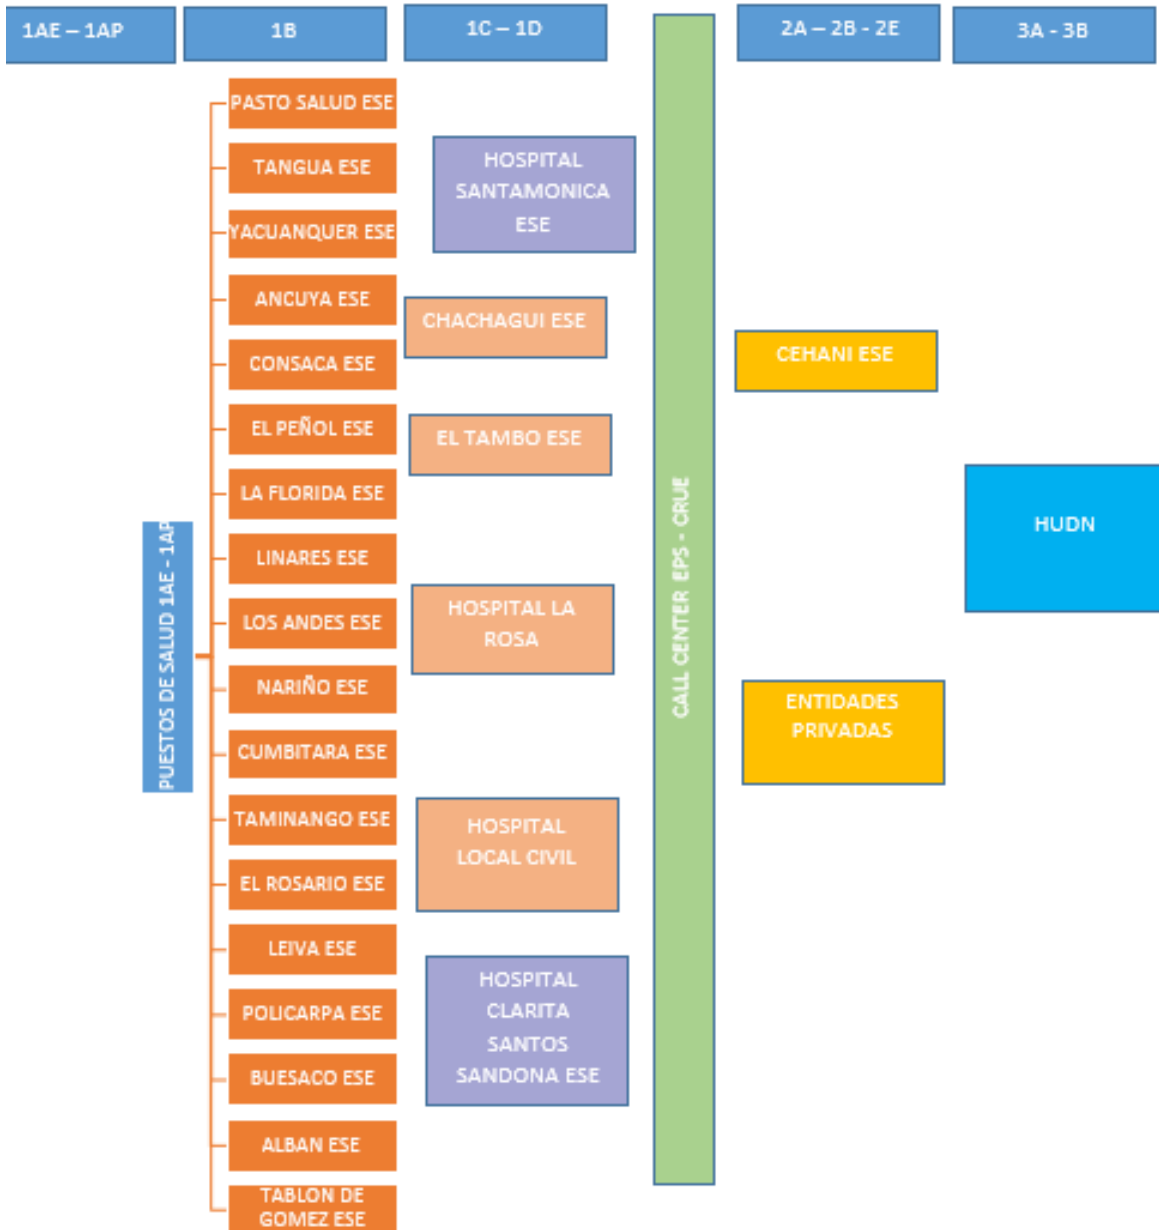 1AE – 1AP
1B
1C – 1D
2A – 2B - 2E
3A - 3B
PUESTOS DE SALUD 1AE - 1AP
PASTO SALUD ESE
TANGUA ESE
YACUANQUER ESE
ANCUYA ESE
CONSACA ESE
EL PEÑOL ESE
LA FLORIDA ESE
LINARES ESE
LOS ANDES ESE
NARIÑO ESE
CUMBITARA ESE
TAMINANGO ESE
EL ROSARIO ESE
LEIVA ESE
POLICARPA ESE
BUESACO ESE
ALBAN ESE
TABLON DE
GOMEZ ESE
HOSPITAL
SANTAMONICA
ESE
CHACHAGUI ESE
EL TAMBO ESE
HOSPITAL LA
ROSA
HOSPITAL
LOCAL CIVIL
HOSPITAL
CLARITA
SANTOS
SANDONA ESE
CALL CENTER EPS - CRUE
CEHANI ESE
ENTIDADES
PRIVADAS
HUDN